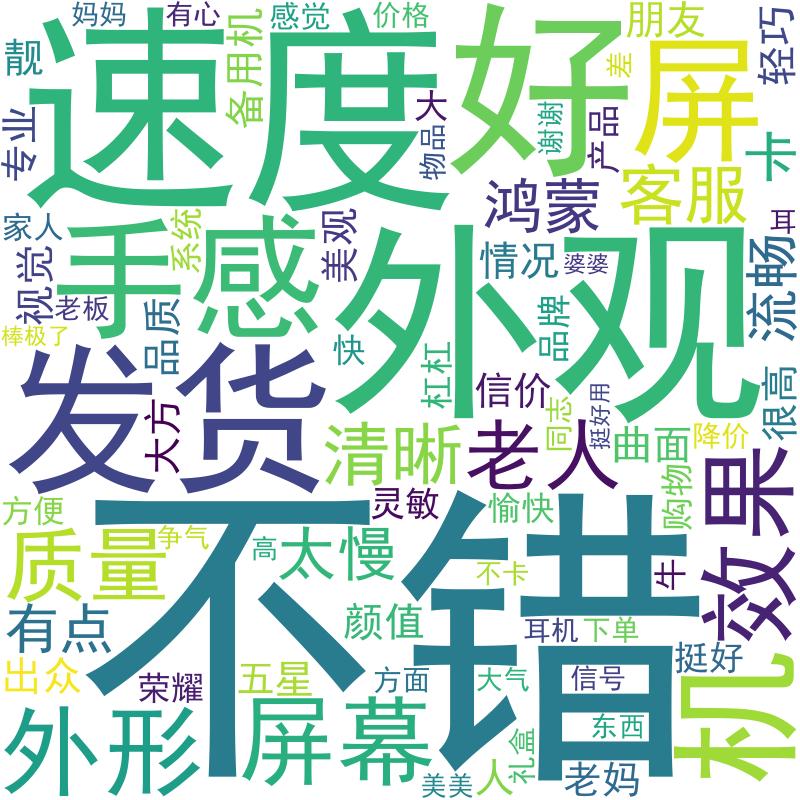 妈妈
有心
感觉
价格
朋友
轻巧
靓
备用机
速度
好
屏
差
大
谢谢
专业
物品
产品
卡
客服
鸿蒙
家人
系统
美观
耳
手感
外观
情况
婆婆
流畅
视觉
老板
棒极了
品质
快
品牌
杠杠
发货
大方
信价
同志
挺好用
很高
清晰
老人
曲面
降价
购物
效果
灵敏
愉快
方便
质量
争气
不错
高
太慢
不卡
牛
有点
颜值
耳机
下单
挺好
出众
荣耀
五星
方面
大气
信号
机
外形
屏幕
东西
礼盒
美美
人
老妈